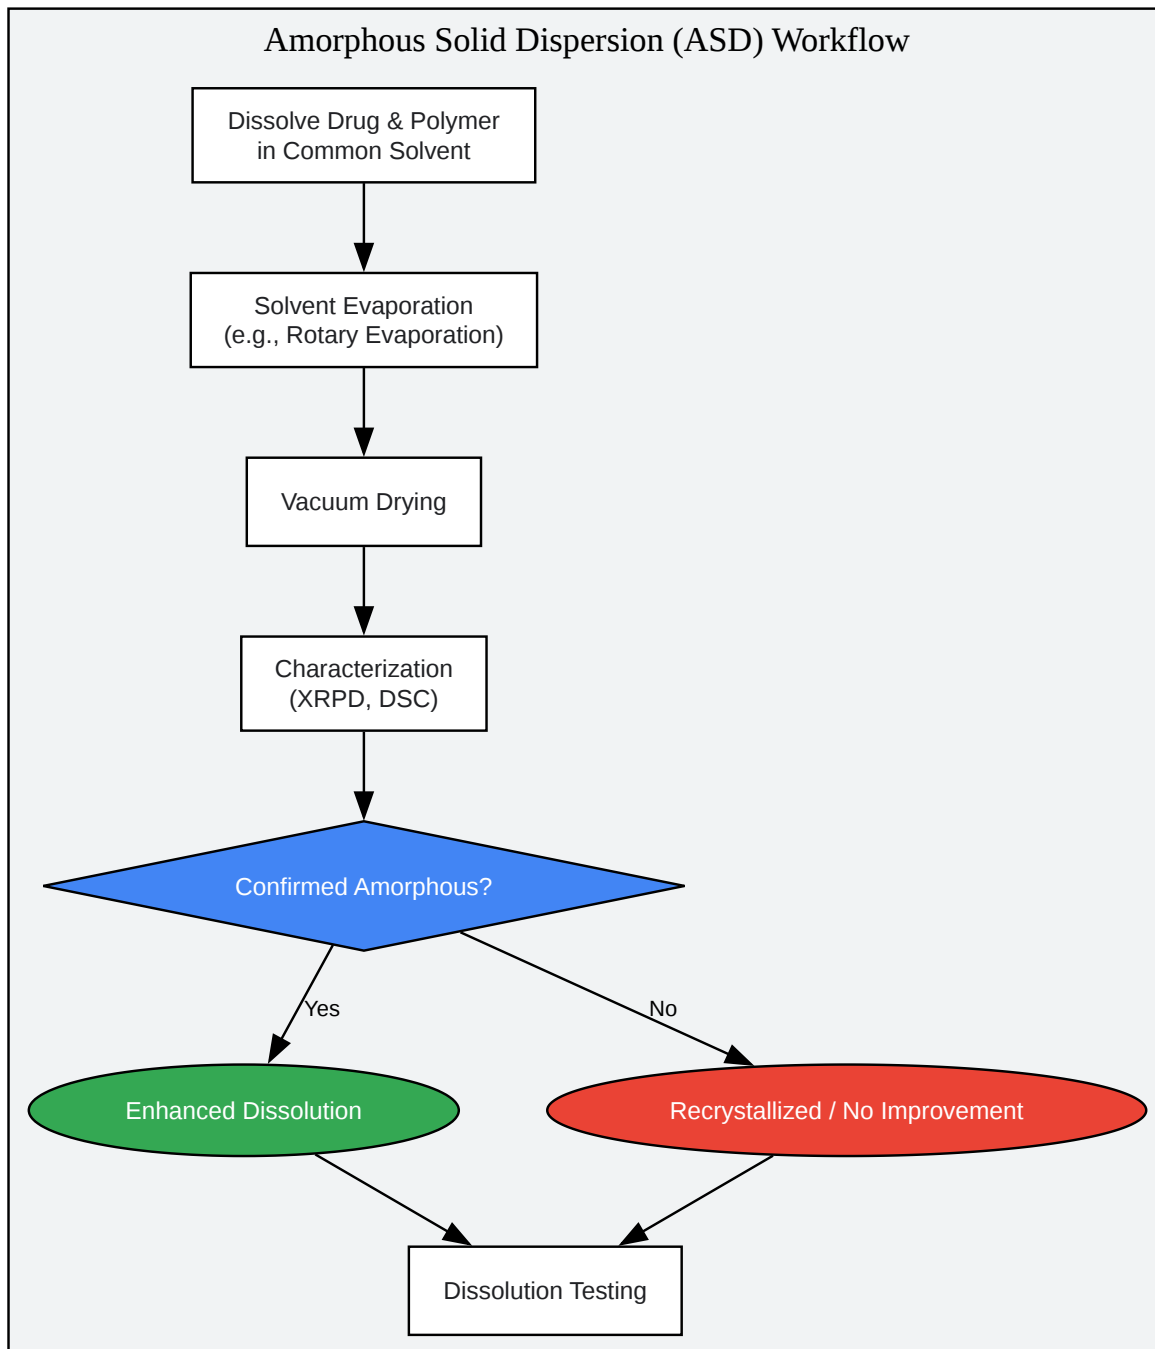 Amorphous Solid Dispersion (ASD) Workflow
Dissolve Drug & Polymer
in Common Solvent
Solvent Evaporation
(e.g., Rotary Evaporation)
Vacuum Drying
Characterization
(XRPD, DSC)
Confirmed Amorphous?
Yes
No
Enhanced Dissolution
Recrystallized / No Improvement
Dissolution Testing